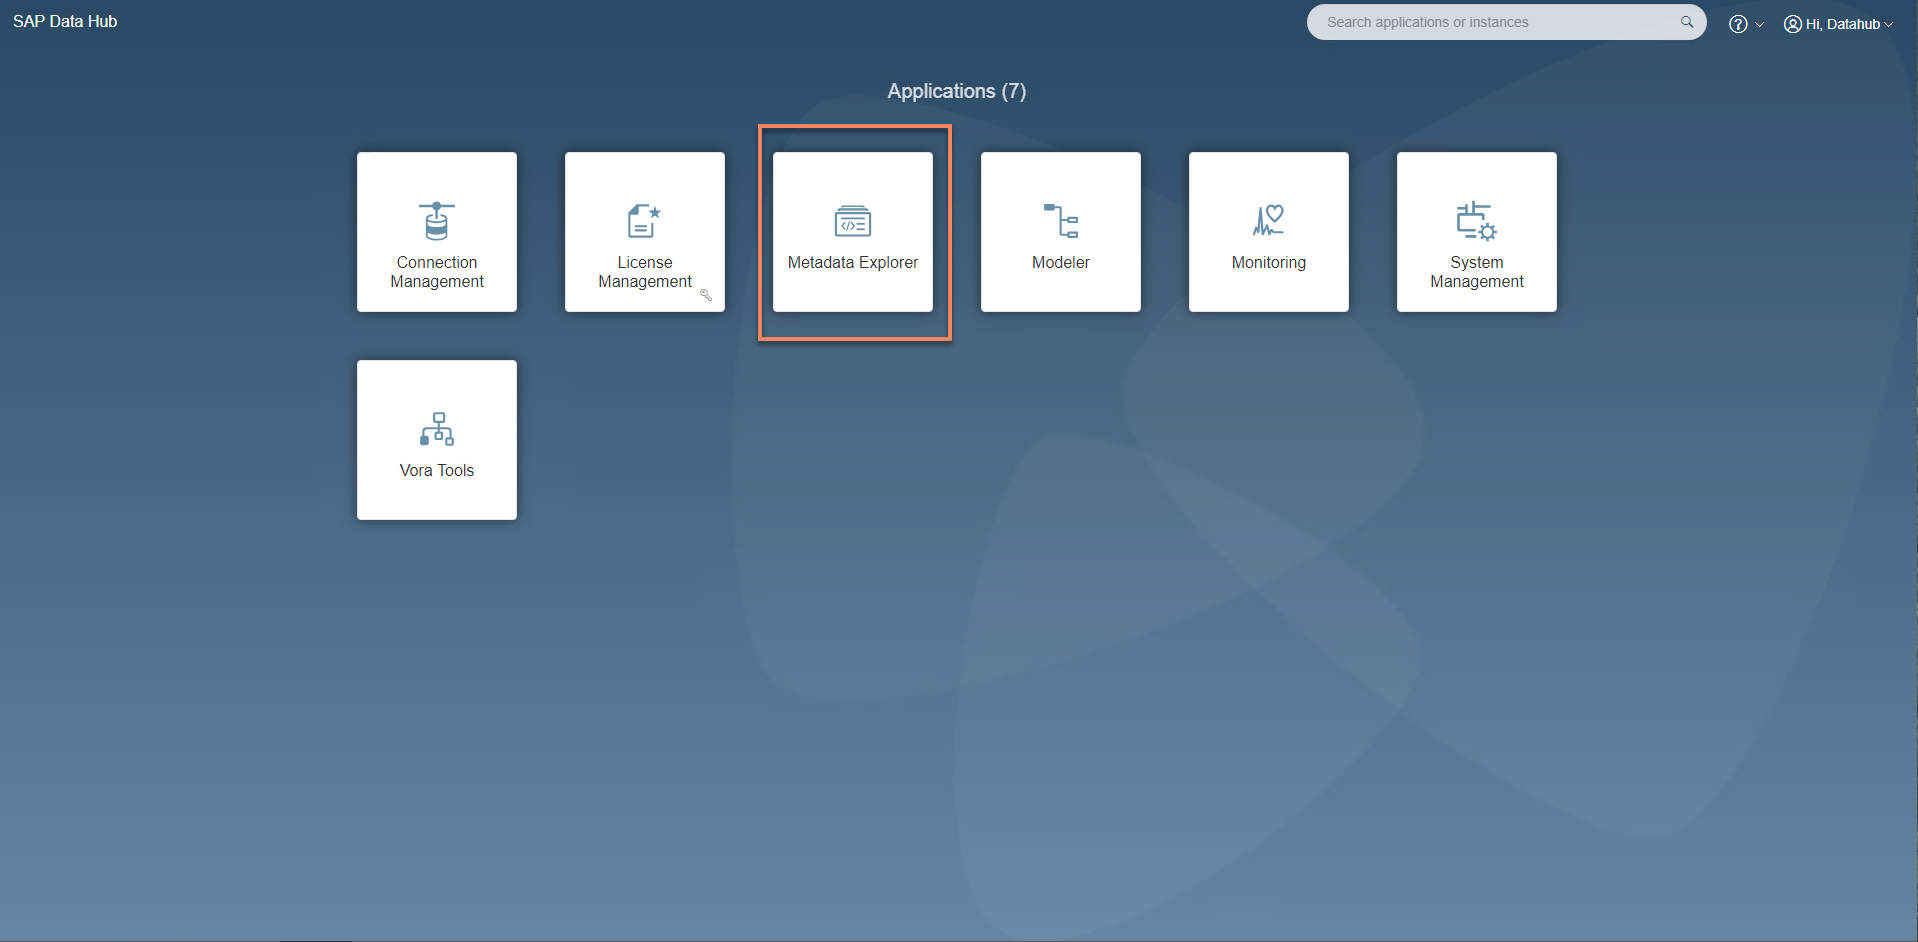 SAP Data Hub
Search applications or instances
Hi, Datahub
Applications (7)
Connection
Management
License
Management
Metadata Explorer
Modeler
Monitoring
System
Management
Vora Tools